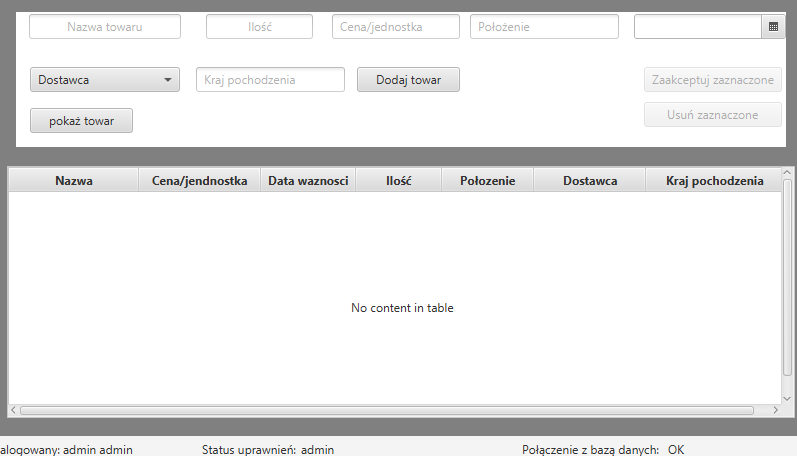 Nazwa towaru Ilość Cena/jednostka Położenie
Dostawca Kraj pochodzenia Dodaj towar Zaakceptuj zaznaczone
pokaż towar Usuń zaznaczone
Nazwa Cena/jendnostka Data waznosci Ilość Połozenie Dostawca Kraj pochodzenia
No content in table
alogowany: admin admin Status uprawnień: admin Połączenie z bazą danych: OK